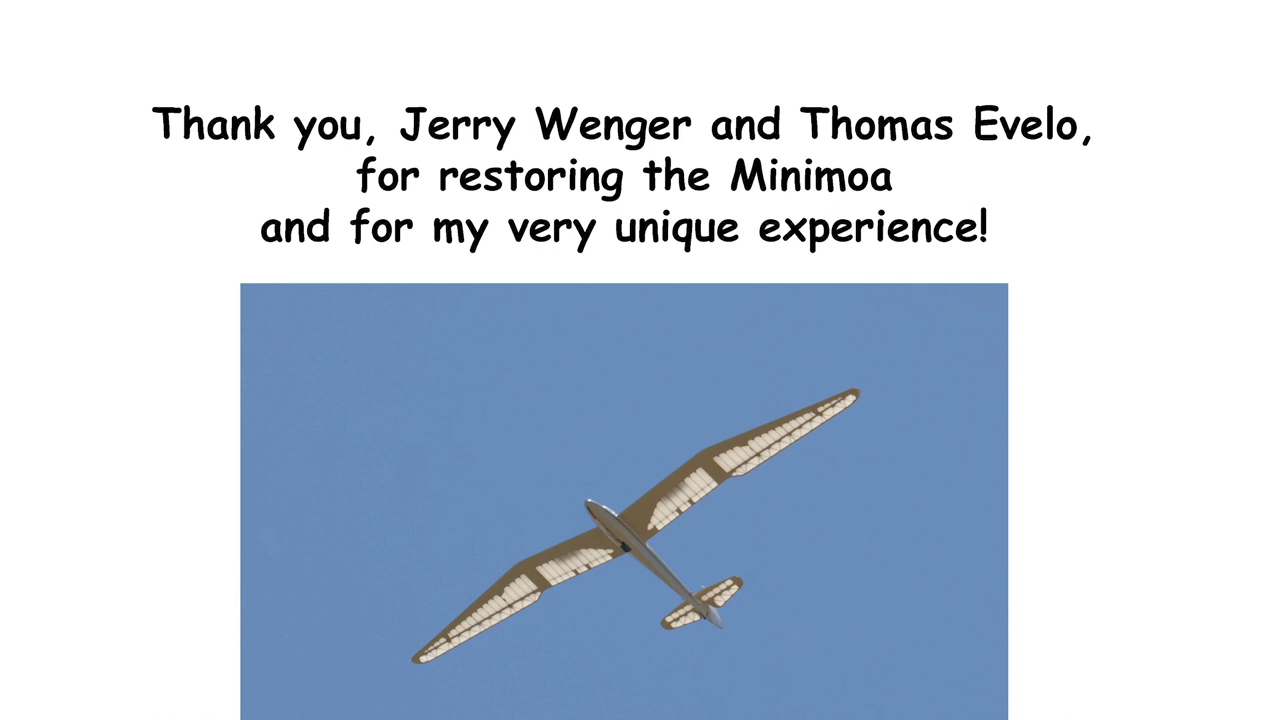 Thank you, Jerry Wenger and Thomas Evelo,
for restoring the Minimoa
and for my very unique experience!